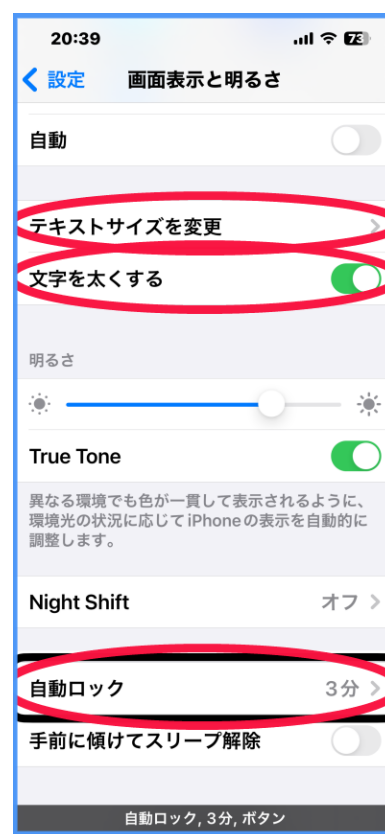 20:39 73
設定 画面表示と明るさ
自動
テキストサイズを変更
文字を太くする
明るさ
True Tone
異なる環境でも色が一貫して表示されるように、
環境光の状況に応じてiPhoneの表示を自動的に
調整します。
Night Shift オフ
自動ロック 3分
手前に傾けてスリープ解除
自動ロック, 3分, ボタン